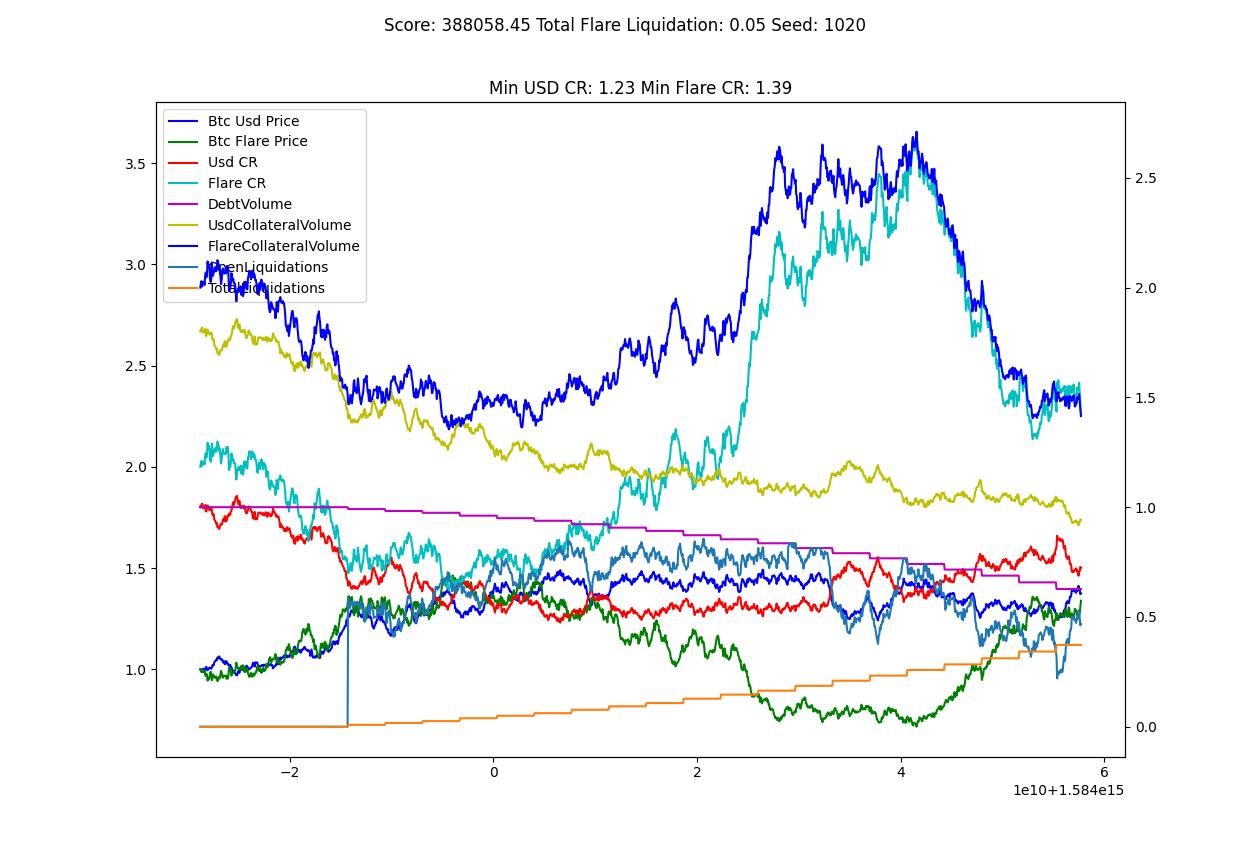 Score: 388058.45 Total Flare Liquidation: 0.05 Seed: 1020
Min USD CR: 1.23 Min Flare CR: 1.39
Btc Usd Price
Btc Flare Price
Usd CR
Flare CR
DebtVolume
UsdCollateralVolume
FlareCollateralVolume
OpenLiquidations
TotalLiquidations
3.5
3.0
2.5
2.0
1.5
1.0
2.5
2.0
1.5
1.0
0.5
0.0
−2
0
2
4
6
1e10+1.584e15